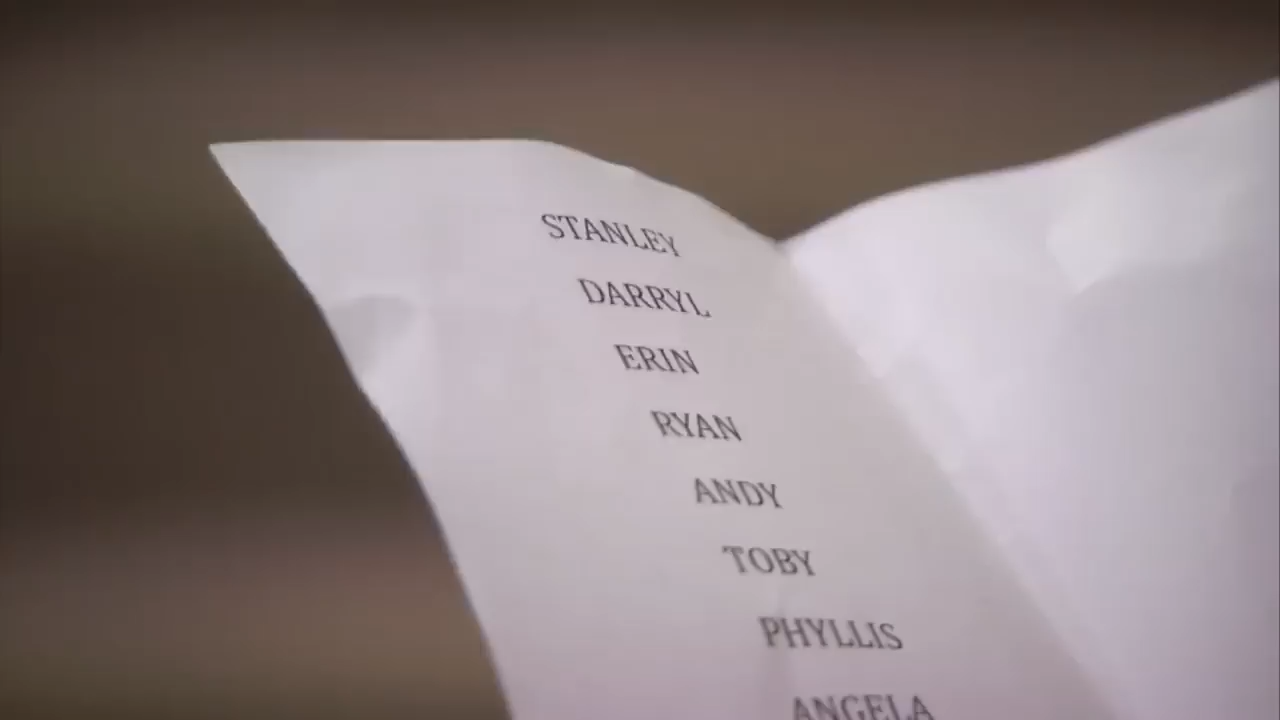 STANLEY
DARRYL
ERIN
RYAN
ANDY
TOBY
PHYLLIS
ANGELA